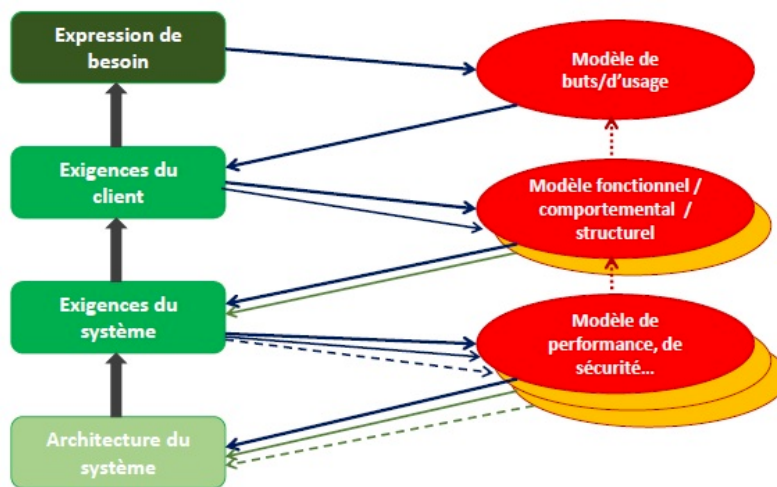 Expression de
besoin
Modèle de
buts/d'usage
Exigences du
client
Modèle fonctionnel /
comportemental /
structurel
Exigences du
système
Modèle de
performance, de
sécurité...
Architecture du
système